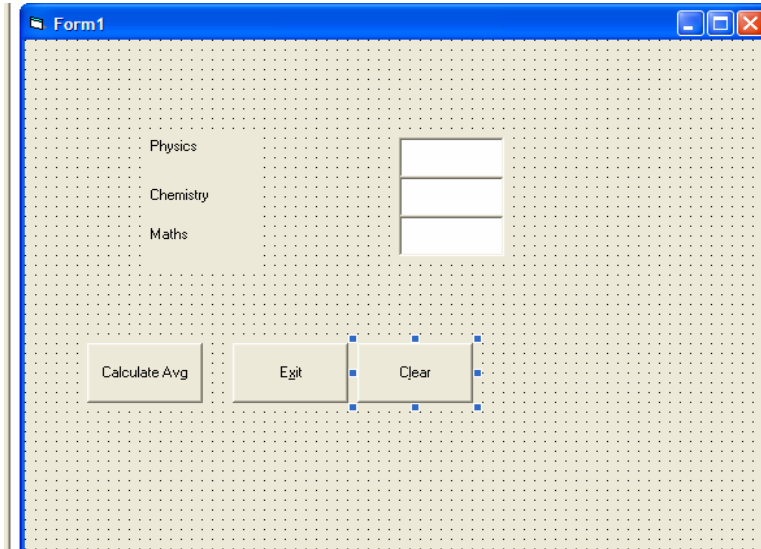 Form1
Physics
Chemistry
Maths
Calculate Avg
Exit
Clear